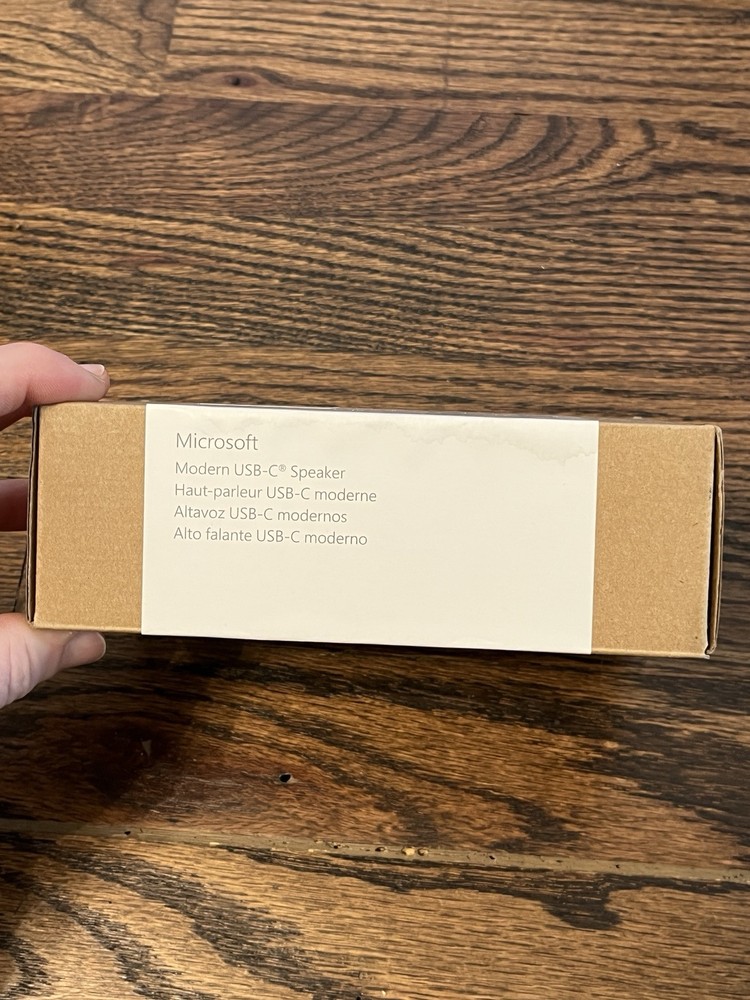 Microsoft
Modern USB-C® Speaker
Haut-parleur USB-C moderne
Altavoz USB-C modernos
Alto falante USB-C moderno